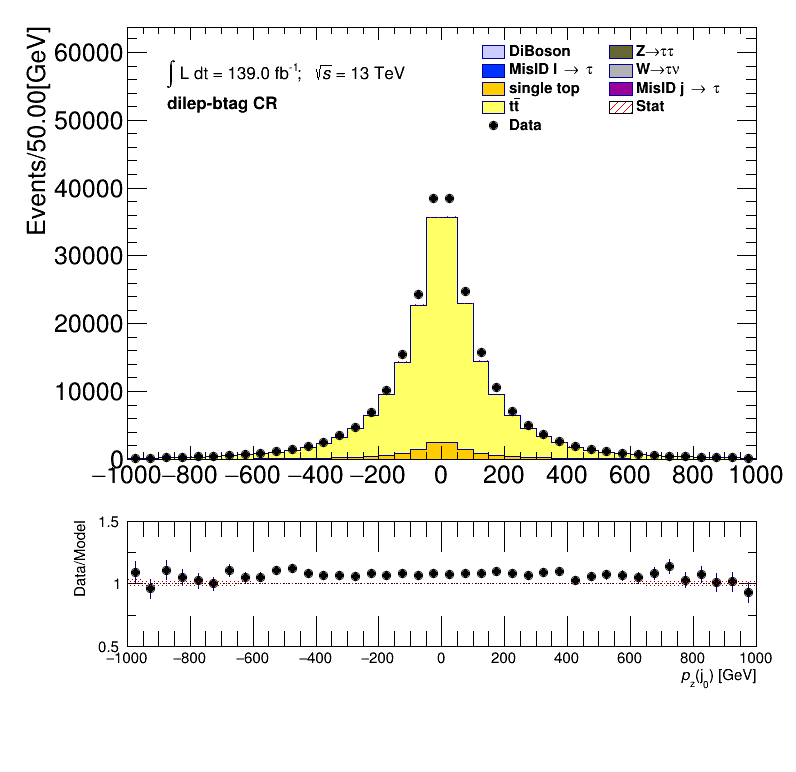 Events/50.00[GeV]
60000
50000
40000
30000
20000
10000
0
∫ L dt = 139.0 fb⁻¹; √s = 13 TeV
dilep-btag CR
DiBoson
MisID l → τ
single top
tt̄
Data
Z→ττ
W→τν
MisID j → τ
Stat
−1000 −800 −600 −400 −200 0 200 400 600 800 1000
Data/Model
1.5
1
0.5
−1000 −800 −600 −400 −200 0 200 400 600 800 1000
p_z(j_0) [GeV]